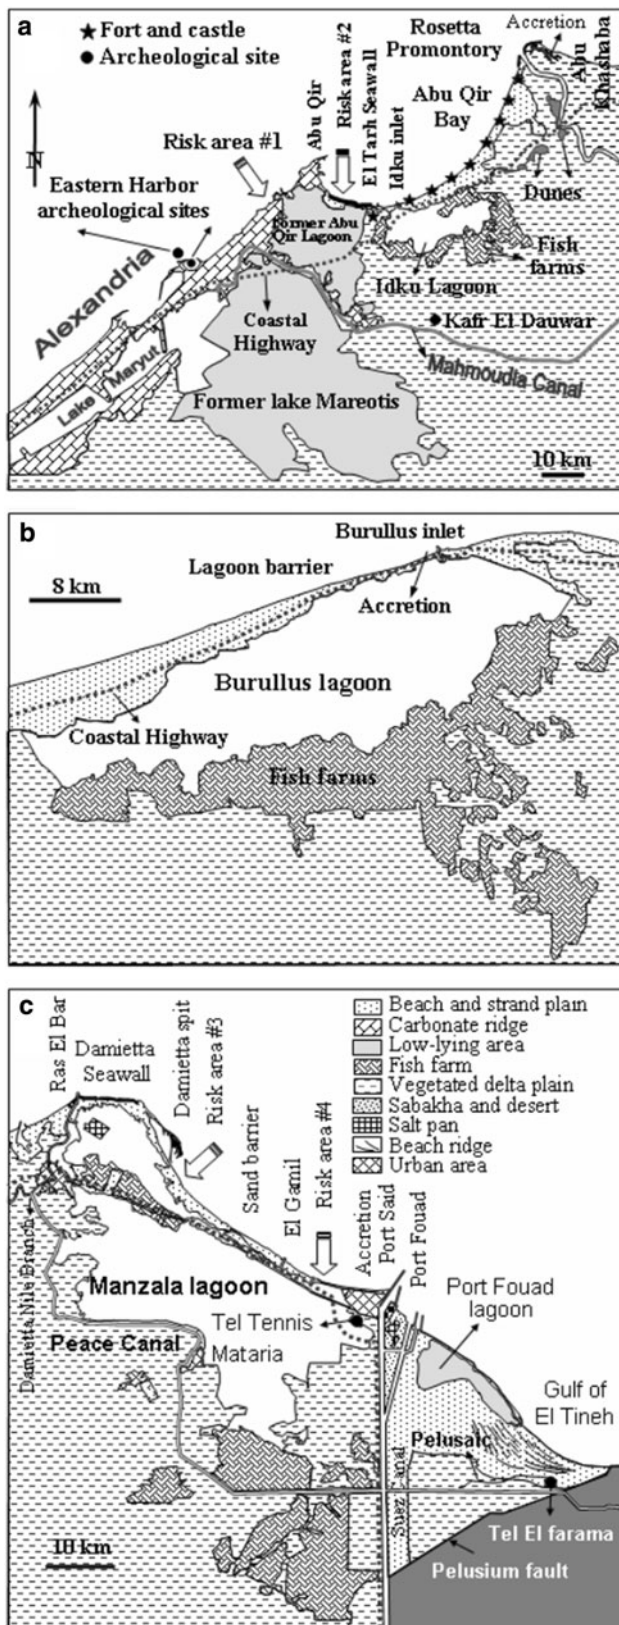 a
Fort and castle
Archeological site
Rosetta
Promontory
Accretion
Abu
Khashaba
N
Risk area #1
Abu Qir
Risk area #2
El Tarh Seawall
Idku inlet
Abu Qir
Bay
Eastern Harbor
archeological sites
Former Abu
Qir Lagoon
Dunes
Fish
farms
Idku Lagoon
Alexandria
Coastal
Highway
Kafir El Dauwar
Mahmoudia Canal
Lake Maryut
Former lake Mareotis
10 km
b
Burullus inlet
Lagoon barrier
8 km
Accretion
Burullus lagoon
Coastal Highway
Fish farms
c
Ras El Bar
Damietta
Seawall
Damietta spit
Risk area #3
Sand barrier
El Gamil
Risk area #4
Accretion
Port Said
Port Fouad
Beach and strand plain
Carbonate ridge
Low-lying area
Fish farm
Vegetated delta plain
Sabakha and desert
Salt pan
Beach ridge
Urban area
Damietta Nile Branch
Manzala lagoon
Port Fouad
lagoon
Tel Tennis
Peace Canal
Mataria
Gulf of
El Tineh
Pelusaic
Suez Canal
Tel El farama
10 km
Pelusium fault